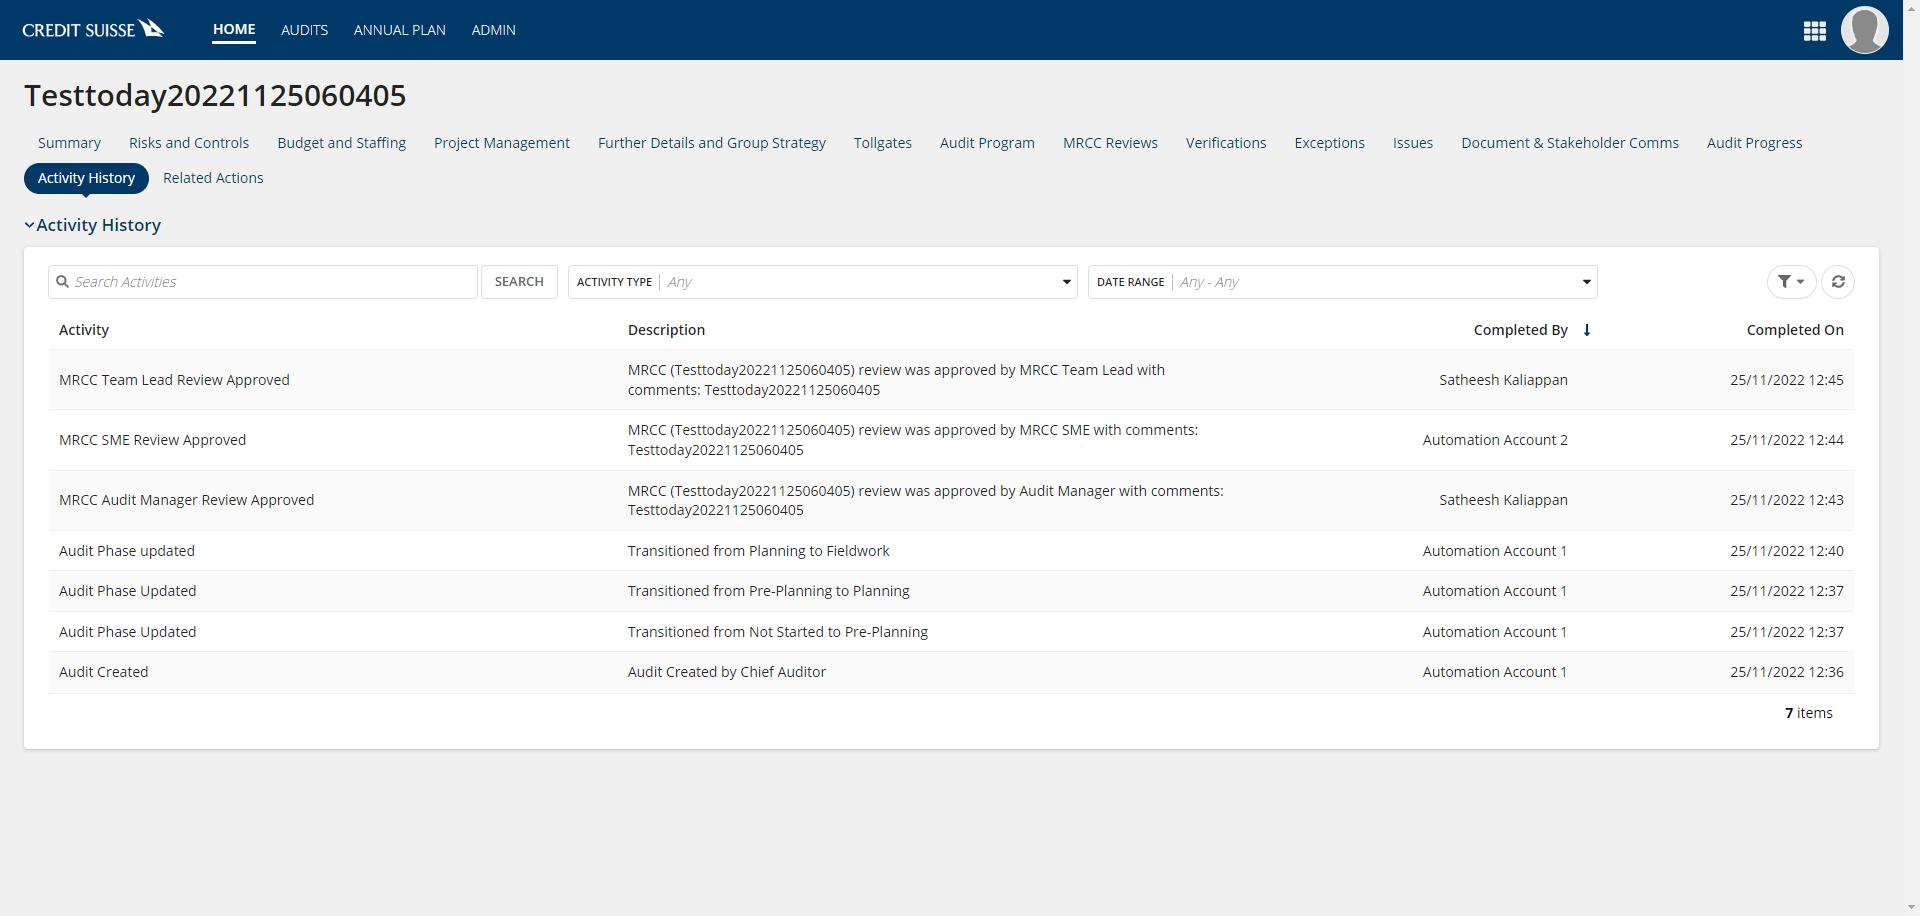 CREDIT SUISSE HOME AUDITS ANNUAL PLAN ADMIN
Testtoday20221125060405
Summary Risks and Controls Budget and Staffing Project Management Further Details and Group Strategy Tollgates Audit Program MRCC Reviews Verifications Exceptions Issues Document & Stakeholder Comms Audit Progress
Activity History Related Actions
Activity History
Search Activities SEARCH ACTIVITY TYPE Any DATE RANGE Any - Any
Activity Description Completed By Completed On
MRCC Team Lead Review Approved MRCC (Testtoday20221125060405) review was approved by MRCC Team Lead with
comments: Testtoday20221125060405 Satheesh Kaliappan 25/11/2022 12:45
MRCC SME Review Approved MRCC (Testtoday20221125060405) review was approved by MRCC SME with comments:
Testtoday20221125060405 Automation Account 2 25/11/2022 12:44
MRCC Audit Manager Review Approved MRCC (Testtoday20221125060405) review was approved by Audit Manager with comments:
Testtoday20221125060405 Satheesh Kaliappan 25/11/2022 12:43
Audit Phase updated Transitioned from Planning to Fieldwork Automation Account 1 25/11/2022 12:40
Audit Phase Updated Transitioned from Pre-Planning to Planning Automation Account 1 25/11/2022 12:37
Audit Phase Updated Transitioned from Not Started to Pre-Planning Automation Account 1 25/11/2022 12:37
Audit Created Audit Created by Chief Auditor Automation Account 1 25/11/2022 12:36
7 items